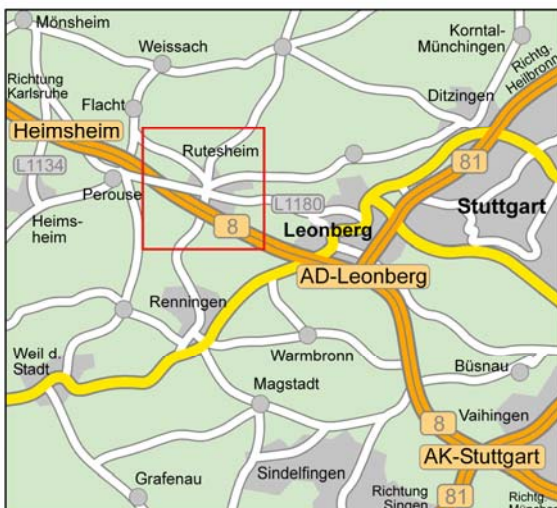 Mönsheim
Weissach
Korntal-
Münchingen
Richtung
Karlsruhe
Flacht
Ditzingen
Richtg
Heilbronn
Heimsheim
Rutesheim
81
L1134
Perouse
L1180
Stuttgart
Heims-
heim
8
Leonberg
AD-Leonberg
Renningen
Weil d.
Stadt
Warmbronn
Büsnau
Magstadt
8
Vaihingen
AK-Stuttgart
Grafenau
Sindelfingen
Richtung
Singen
81
Richtg.